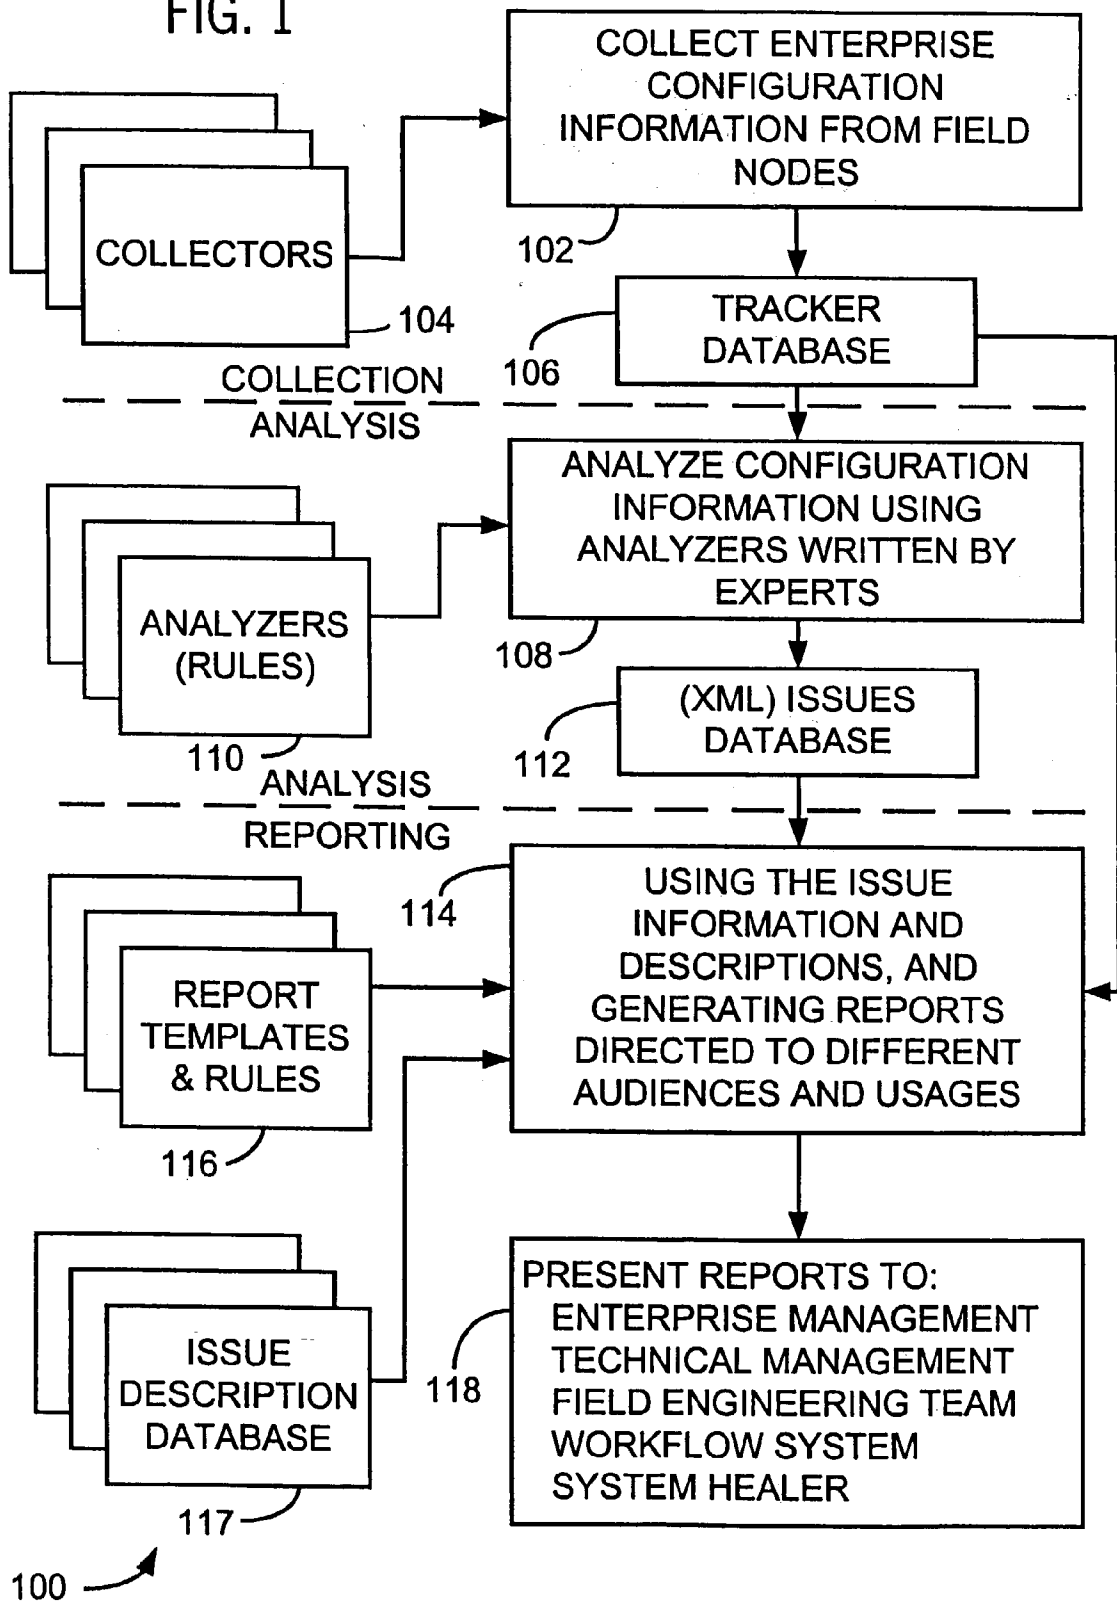 FIG. 1
COLLECT ENTERPRISE
CONFIGURATION
INFORMATION FROM FIELD
NODES
102
COLLECTORS
104
TRACKER
DATABASE
106
COLLECTION
ANALYSIS
ANALYZE CONFIGURATION
INFORMATION USING
ANALYZERS WRITTEN BY
EXPERTS
108
ANALYZERS
(RULES)
110
(XML) ISSUES
DATABASE
112
ANALYSIS
REPORTING
114
USING THE ISSUE
INFORMATION AND
DESCRIPTIONS, AND
GENERATING REPORTS
DIRECTED TO DIFFERENT
AUDIENCES AND USAGES
REPORT
TEMPLATES
& RULES
116
ISSUE
DESCRIPTION
DATABASE
117
PRESENT REPORTS TO:
ENTERPRISE MANAGEMENT
TECHNICAL MANAGEMENT
FIELD ENGINEERING TEAM
WORKFLOW SYSTEM
SYSTEM HEALER
118
100